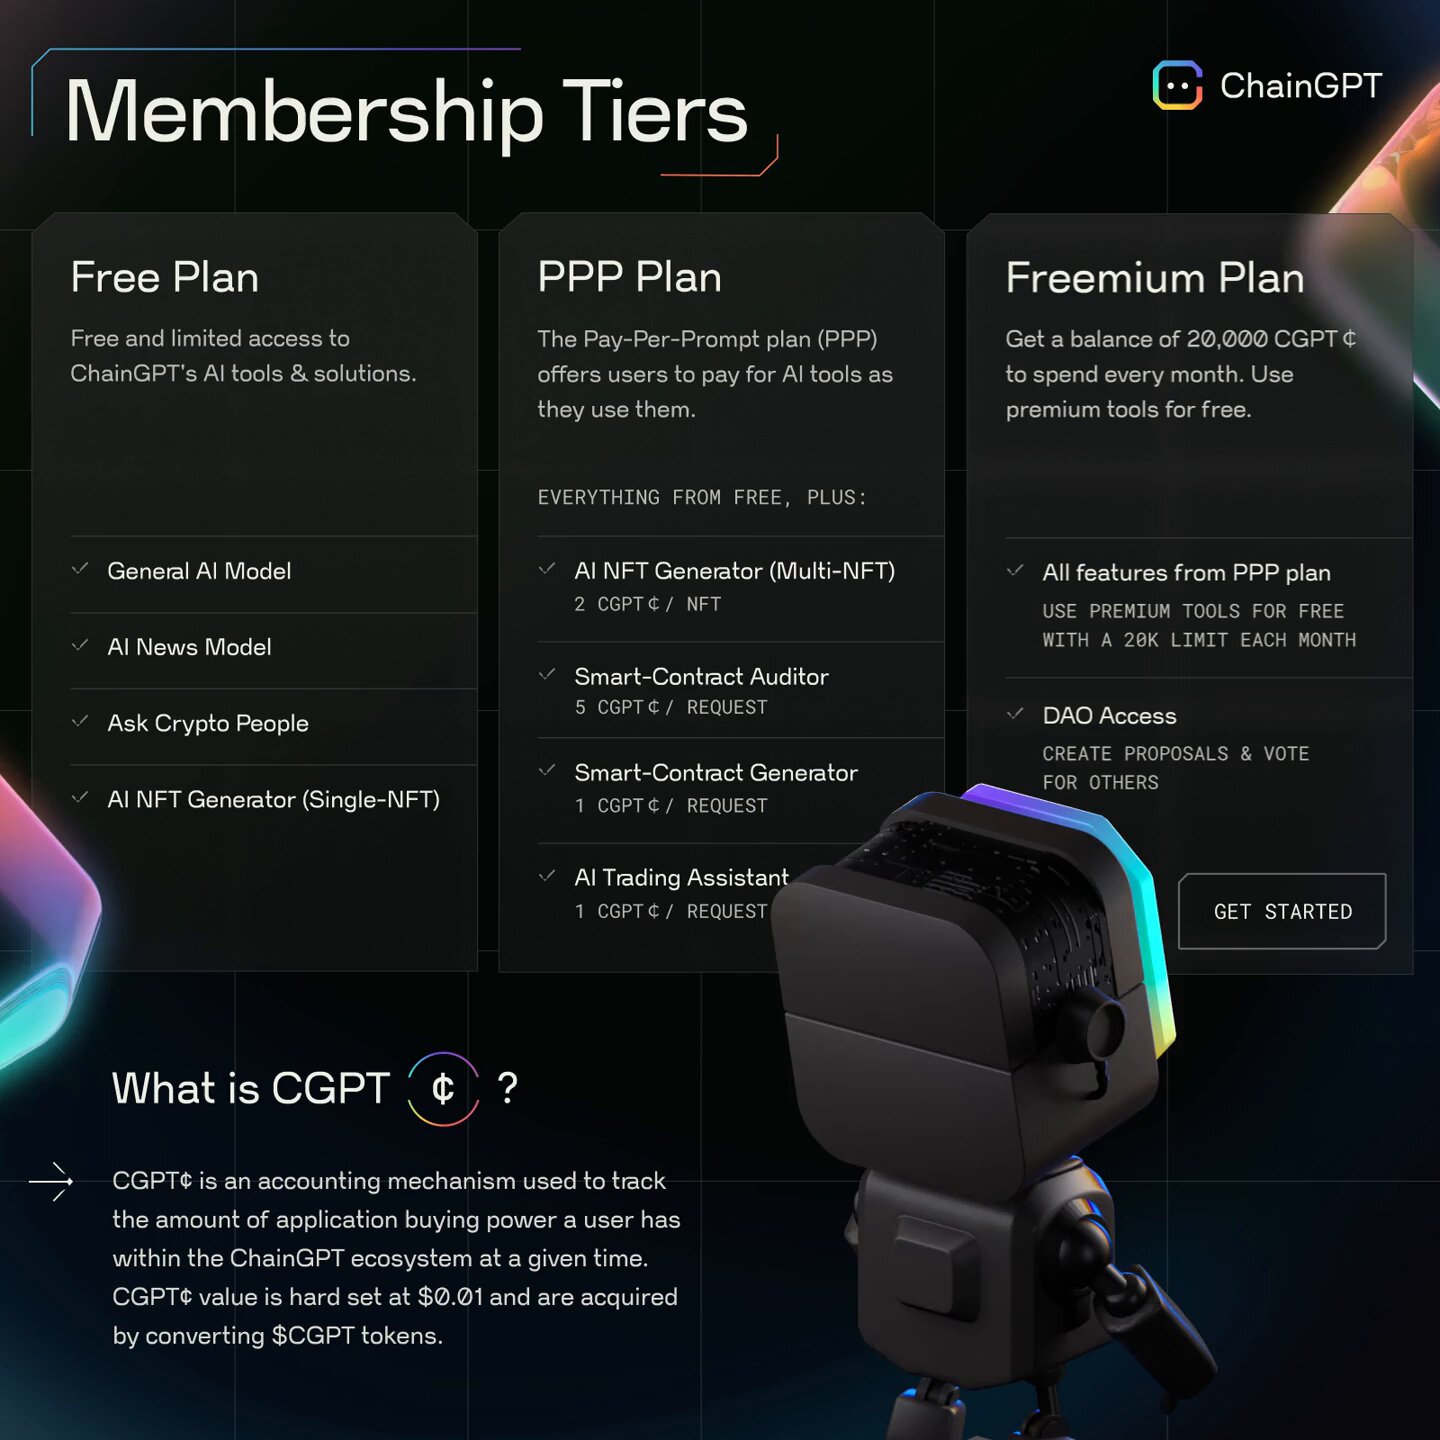 Membership Tiers
ChainGPT
Free Plan
Free and limited access to
ChainGPT's AI tools & solutions.
General AI Model
AI News Model
Ask Crypto People
AI NFT Generator (Single-NFT)
PPP Plan
The Pay-Per-Prompt plan (PPP)
offers users to pay for AI tools as
they use them.
EVERYTHING FROM FREE, PLUS:
AI NFT Generator (Multi-NFT)
2 CGPT¢/ NFT
Smart-Contract Auditor
5 CGPT¢/ REQUEST
Smart-Contract Generator
1 CGPT¢/ REQUEST
AI Trading Assistant
1 CGPT¢/ REQUEST
Freemium Plan
Get a balance of 20,000 CGPT¢
to spend every month. Use
premium tools for free.
All features from PPP plan
USE PREMIUM TOOLS FOR FREE
WITH A 20K LIMIT EACH MONTH
DAO Access
CREATE PROPOSALS & VOTE
FOR OTHERS
GET STARTED
What is CGPT ¢ ?
CGPT¢ is an accounting mechanism used to track
the amount of application buying power a user has
within the ChainGPT ecosystem at a given time.
CGPT¢ value is hard set at $0.01 and are acquired
by converting $CGPT tokens.